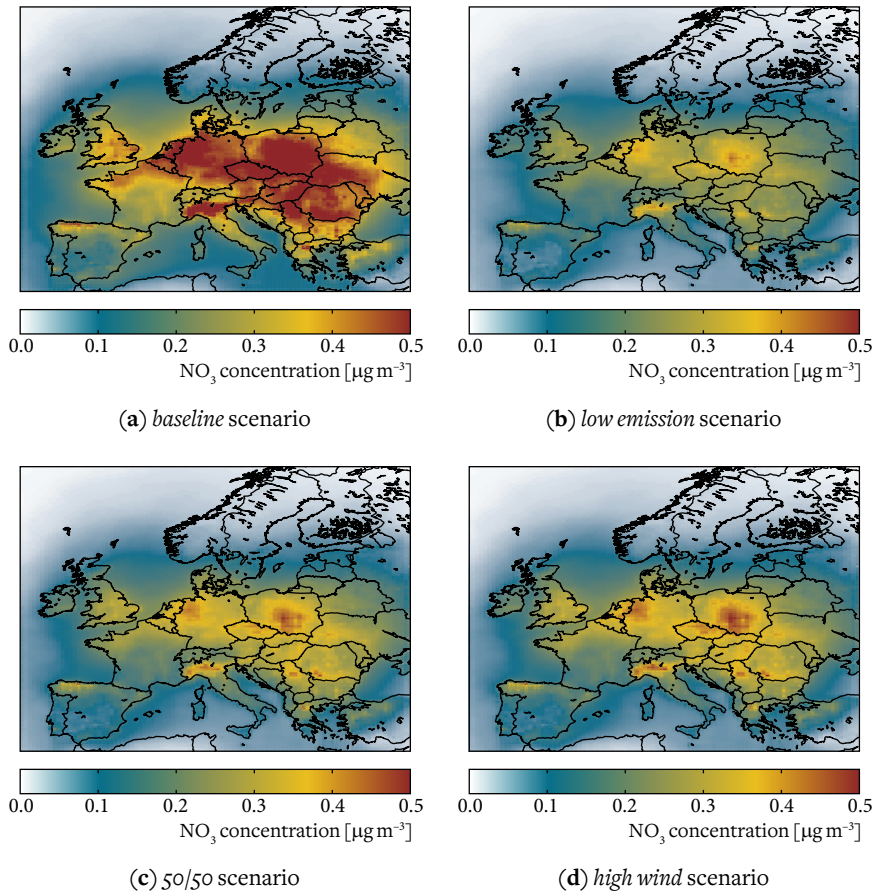 0.0 0.1 0.2 0.3 0.4 0.5
NO₃ concentration [µg m⁻³]
(a) baseline scenario
0.0 0.1 0.2 0.3 0.4 0.5
NO₃ concentration [µg m⁻³]
(b) low emission scenario
0.0 0.1 0.2 0.3 0.4 0.5
NO₃ concentration [µg m⁻³]
(c) 50/50 scenario
0.0 0.1 0.2 0.3 0.4 0.5
NO₃ concentration [µg m⁻³]
(d) high wind scenario